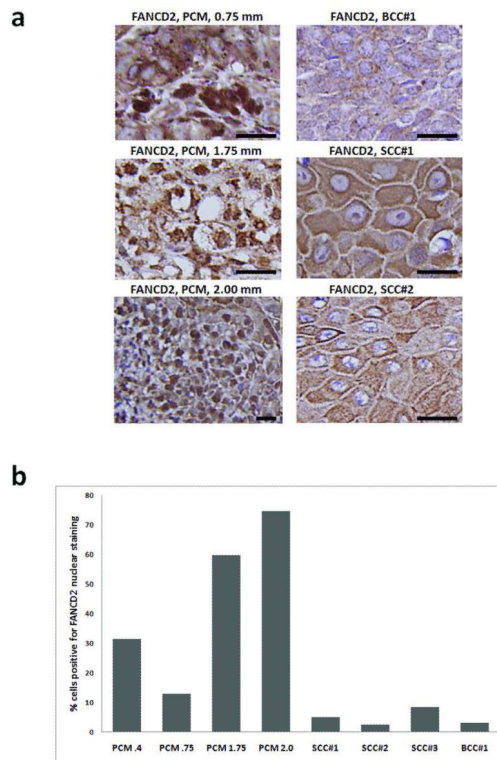 a
FANCD2, PCM, 0.75 mm
FANCD2, BCC#1
FANCD2, PCM, 1.75 mm
FANCD2, SCC#1
FANCD2, PCM, 2.00 mm
FANCD2, SCC#2
b
% cells positive for FANCD2 nuclear staining
80
70
60
50
40
30
20
10
0
PCM .4 PCM .75 PCM 1.75 PCM 2.0 SCC#1 SCC#2 SCC#3 BCC#1